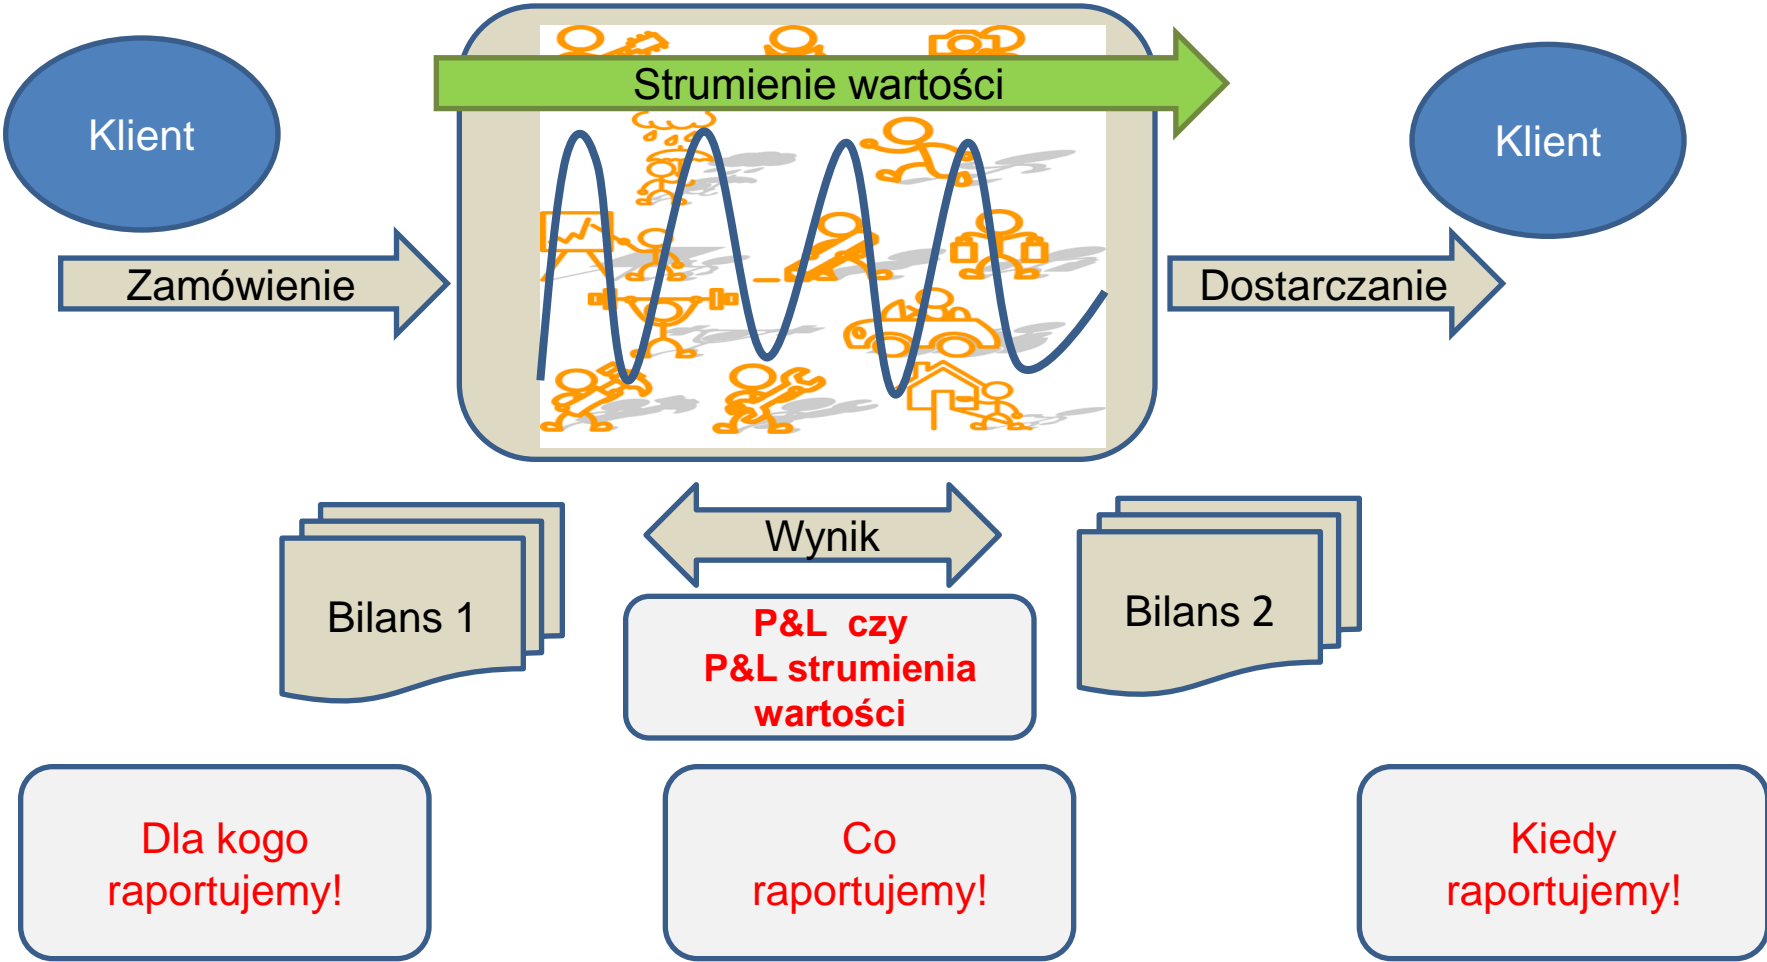 Strumienie wartości
Klient
Klient
Zamówienie
Dostarczanie
Wynik
Bilans 1
Bilans 2
P&L czy
P&L strumienia
wartości
Dla kogo
raportujemy!
Co
raportujemy!
Kiedy
raportujemy!